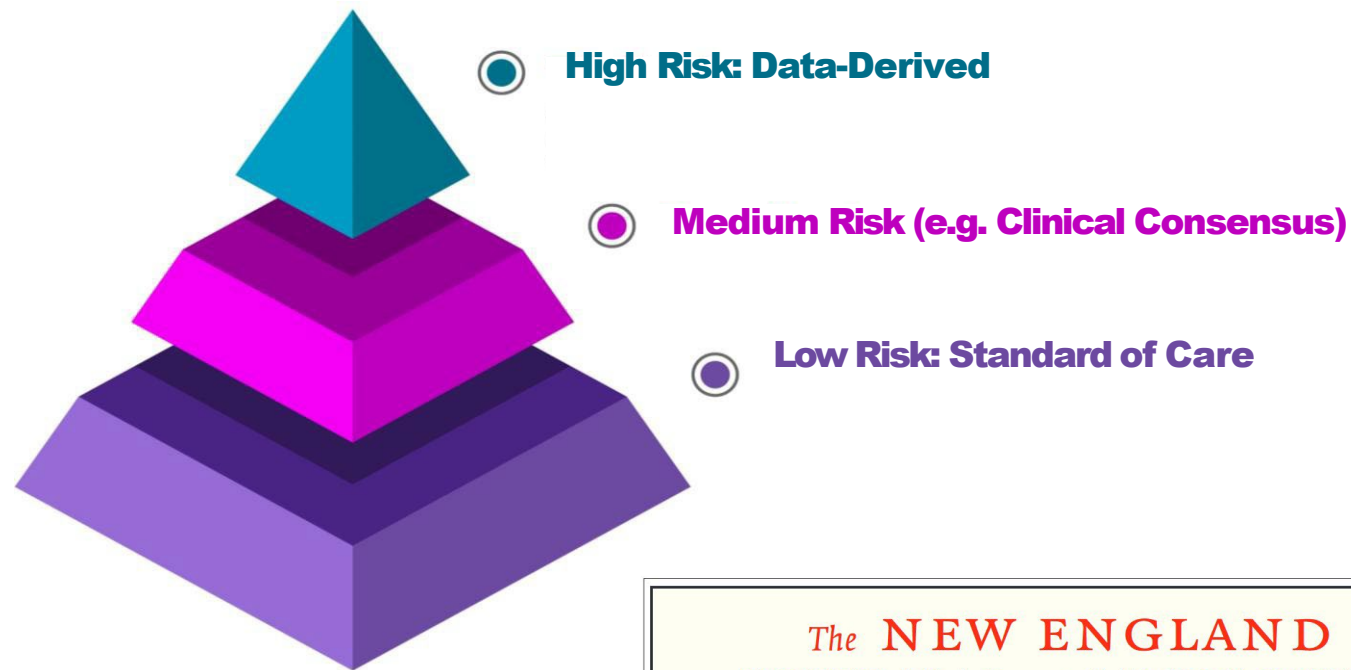 High Risk: Data-Derived
Medium Risk (e.g. Clinical Consensus)
Low Risk: Standard of Care
The NEW ENGLAND